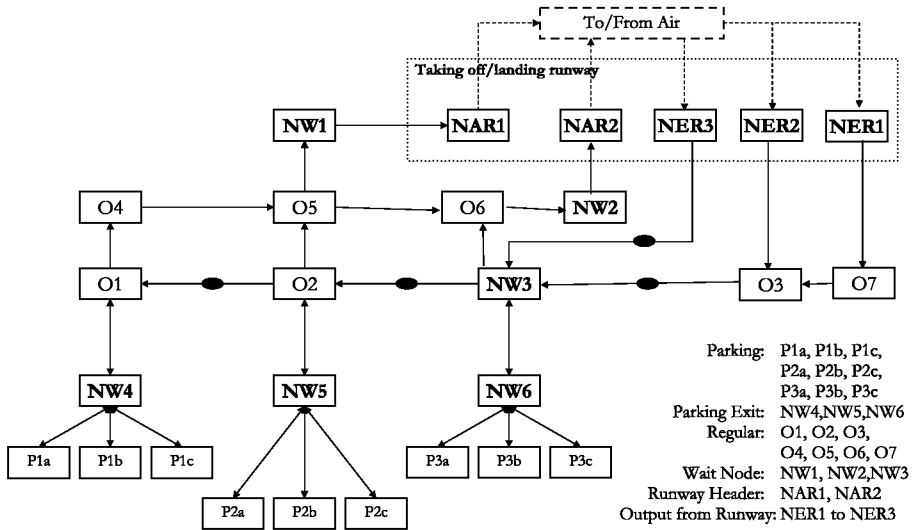 To/From Air
Taking off/landing runway
NW1
NAR1
NAR2
NER3
NER2
NER1
O4
O5
O6
NW2
O1
O2
NW3
O3
O7
NW4
NW5
NW6
P1a
P1b
P1c
P2a
P2b
P2c
P3a
P3b
P3c
Parking: P1a, P1b, P1c,
P2a, P2b, P2c,
P3a, P3b, P3c
Parking Exit: NW4,NW5,NW6
Regular: O1, O2, O3,
O4, O5, O6, O7
Wait Node: NW1, NW2,NW3
Runway Header: NAR1, NAR2
Output from Runway: NER1 to NER3